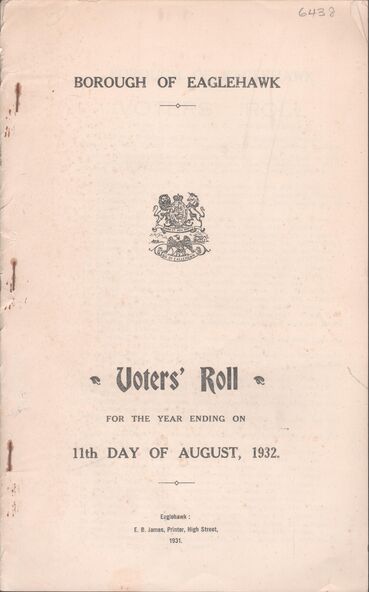 6438
BOROUGH OF EAGLEHAWK
Voters' Roll
FOR THE YEAR ENDING ON
11th DAY OF AUGUST, 1932.
Eaglehawk :
E. B. James, Printer, High Street,
1931.